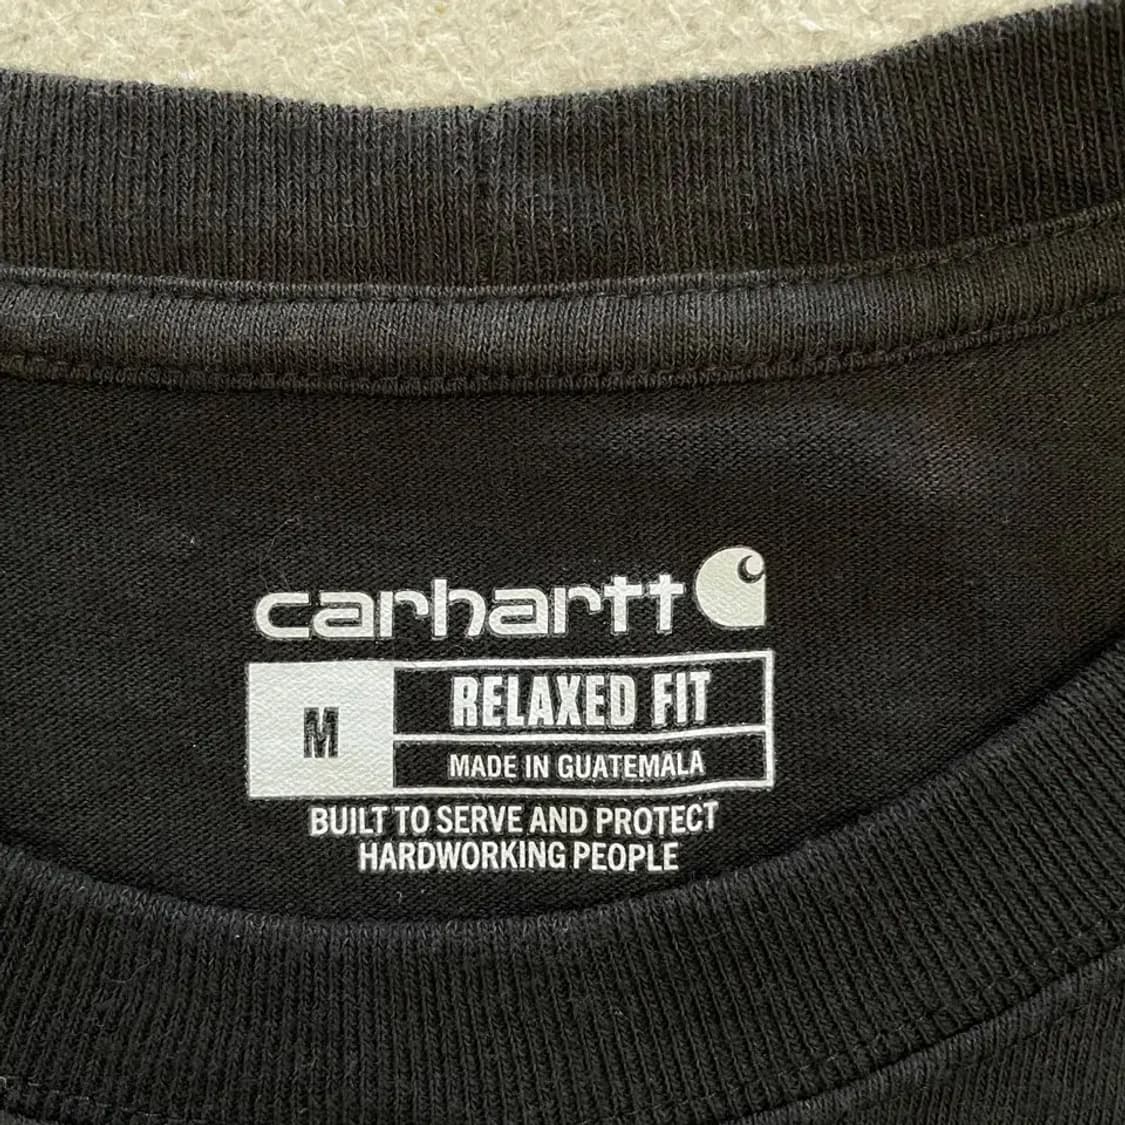 carhartt
M
RELAXED FIT
MADE IN GUATEMALA
BUILT TO SERVE AND PROTECT
HARDWORKING PEOPLE